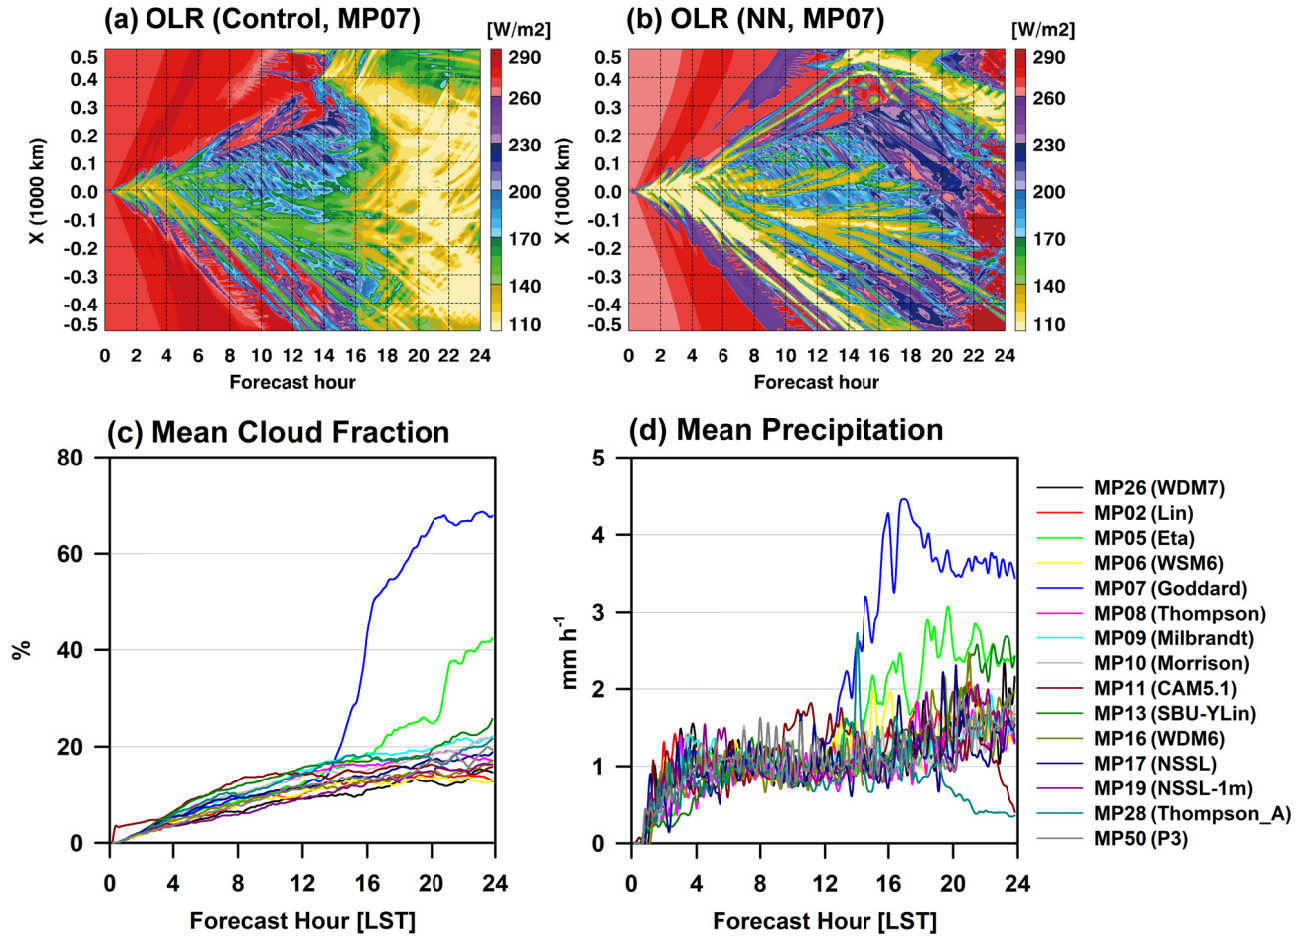 (a) OLR (Control, MP07)
[W/m2]
0.5
0.4
0.3
0.2
0.1
0.0
-0.1
-0.2
-0.3
-0.4
-0.5
X (1000 km)
290
260
230
200
170
140
110
0 2 4 6 8 10 12 14 16 18 20 22 24
Forecast hour
(b) OLR (NN, MP07)
[W/m2]
0.5
0.4
0.3
0.2
0.1
0.0
-0.1
-0.2
-0.3
-0.4
-0.5
X (1000 km)
290
260
230
200
170
140
110
0 2 4 6 8 10 12 14 16 18 20 22 24
Forecast hour
(c) Mean Cloud Fraction
80
60
40
20
0
%
0 4 8 12 16 20 24
Forecast Hour [LST]
(d) Mean Precipitation
5
4
3
2
1
0
mm h-1
0 4 8 12 16 20 24
Forecast Hour [LST]
MP26 (WDM7)
MP02 (Lin)
MP05 (Eta)
MP06 (WSM6)
MP07 (Goddard)
MP08 (Thompson)
MP09 (Milbrandt)
MP10 (Morrison)
MP11 (CAM5.1)
MP13 (SBU-YLin)
MP16 (WDM6)
MP17 (NSSL)
MP19 (NSSL-1m)
MP28 (Thompson_A)
MP50 (P3)